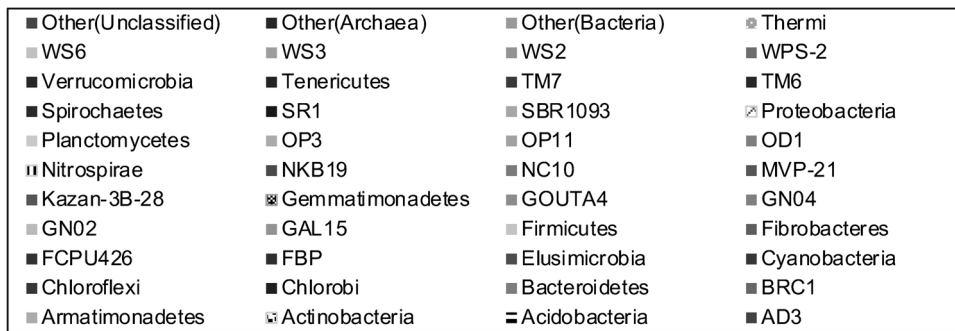 Other(Unclassified) Other(Archaea) Other(Bacteria) Thermi
WS6 WS3 WS2 WPS-2
Verrucomicrobia Tenericutes TM7 TM6
Spirochaetes SR1 SBR1093 Proteobacteria
Planctomycetes OP3 OP11 OD1
Nitrospirae NKB19 NC10 MVP-21
Kazan-3B-28 Gemmatimonadetes GOUTA4 GN04
GN02 GAL15 Firmicutes Fibrobacteres
FCPU426 FBP Elusimicrobia Cyanobacteria
Chloroflexi Chlorobi Bacteroidetes BRC1
Armatimonadetes Actinobacteria Acidobacteria AD3